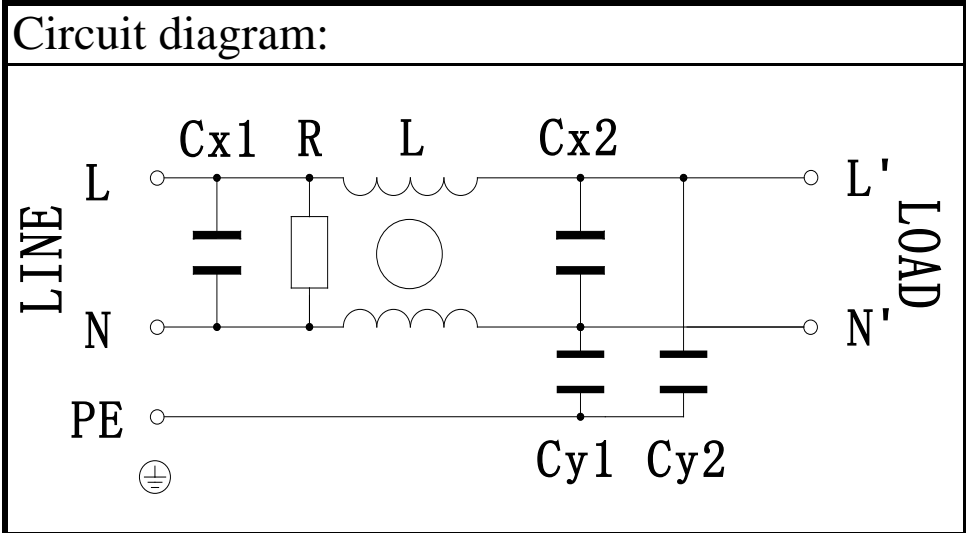 Circuit diagram:
Cx1 R L Cx2
L L'
LINE LOAD
N N'
PE
Cy1 Cy2